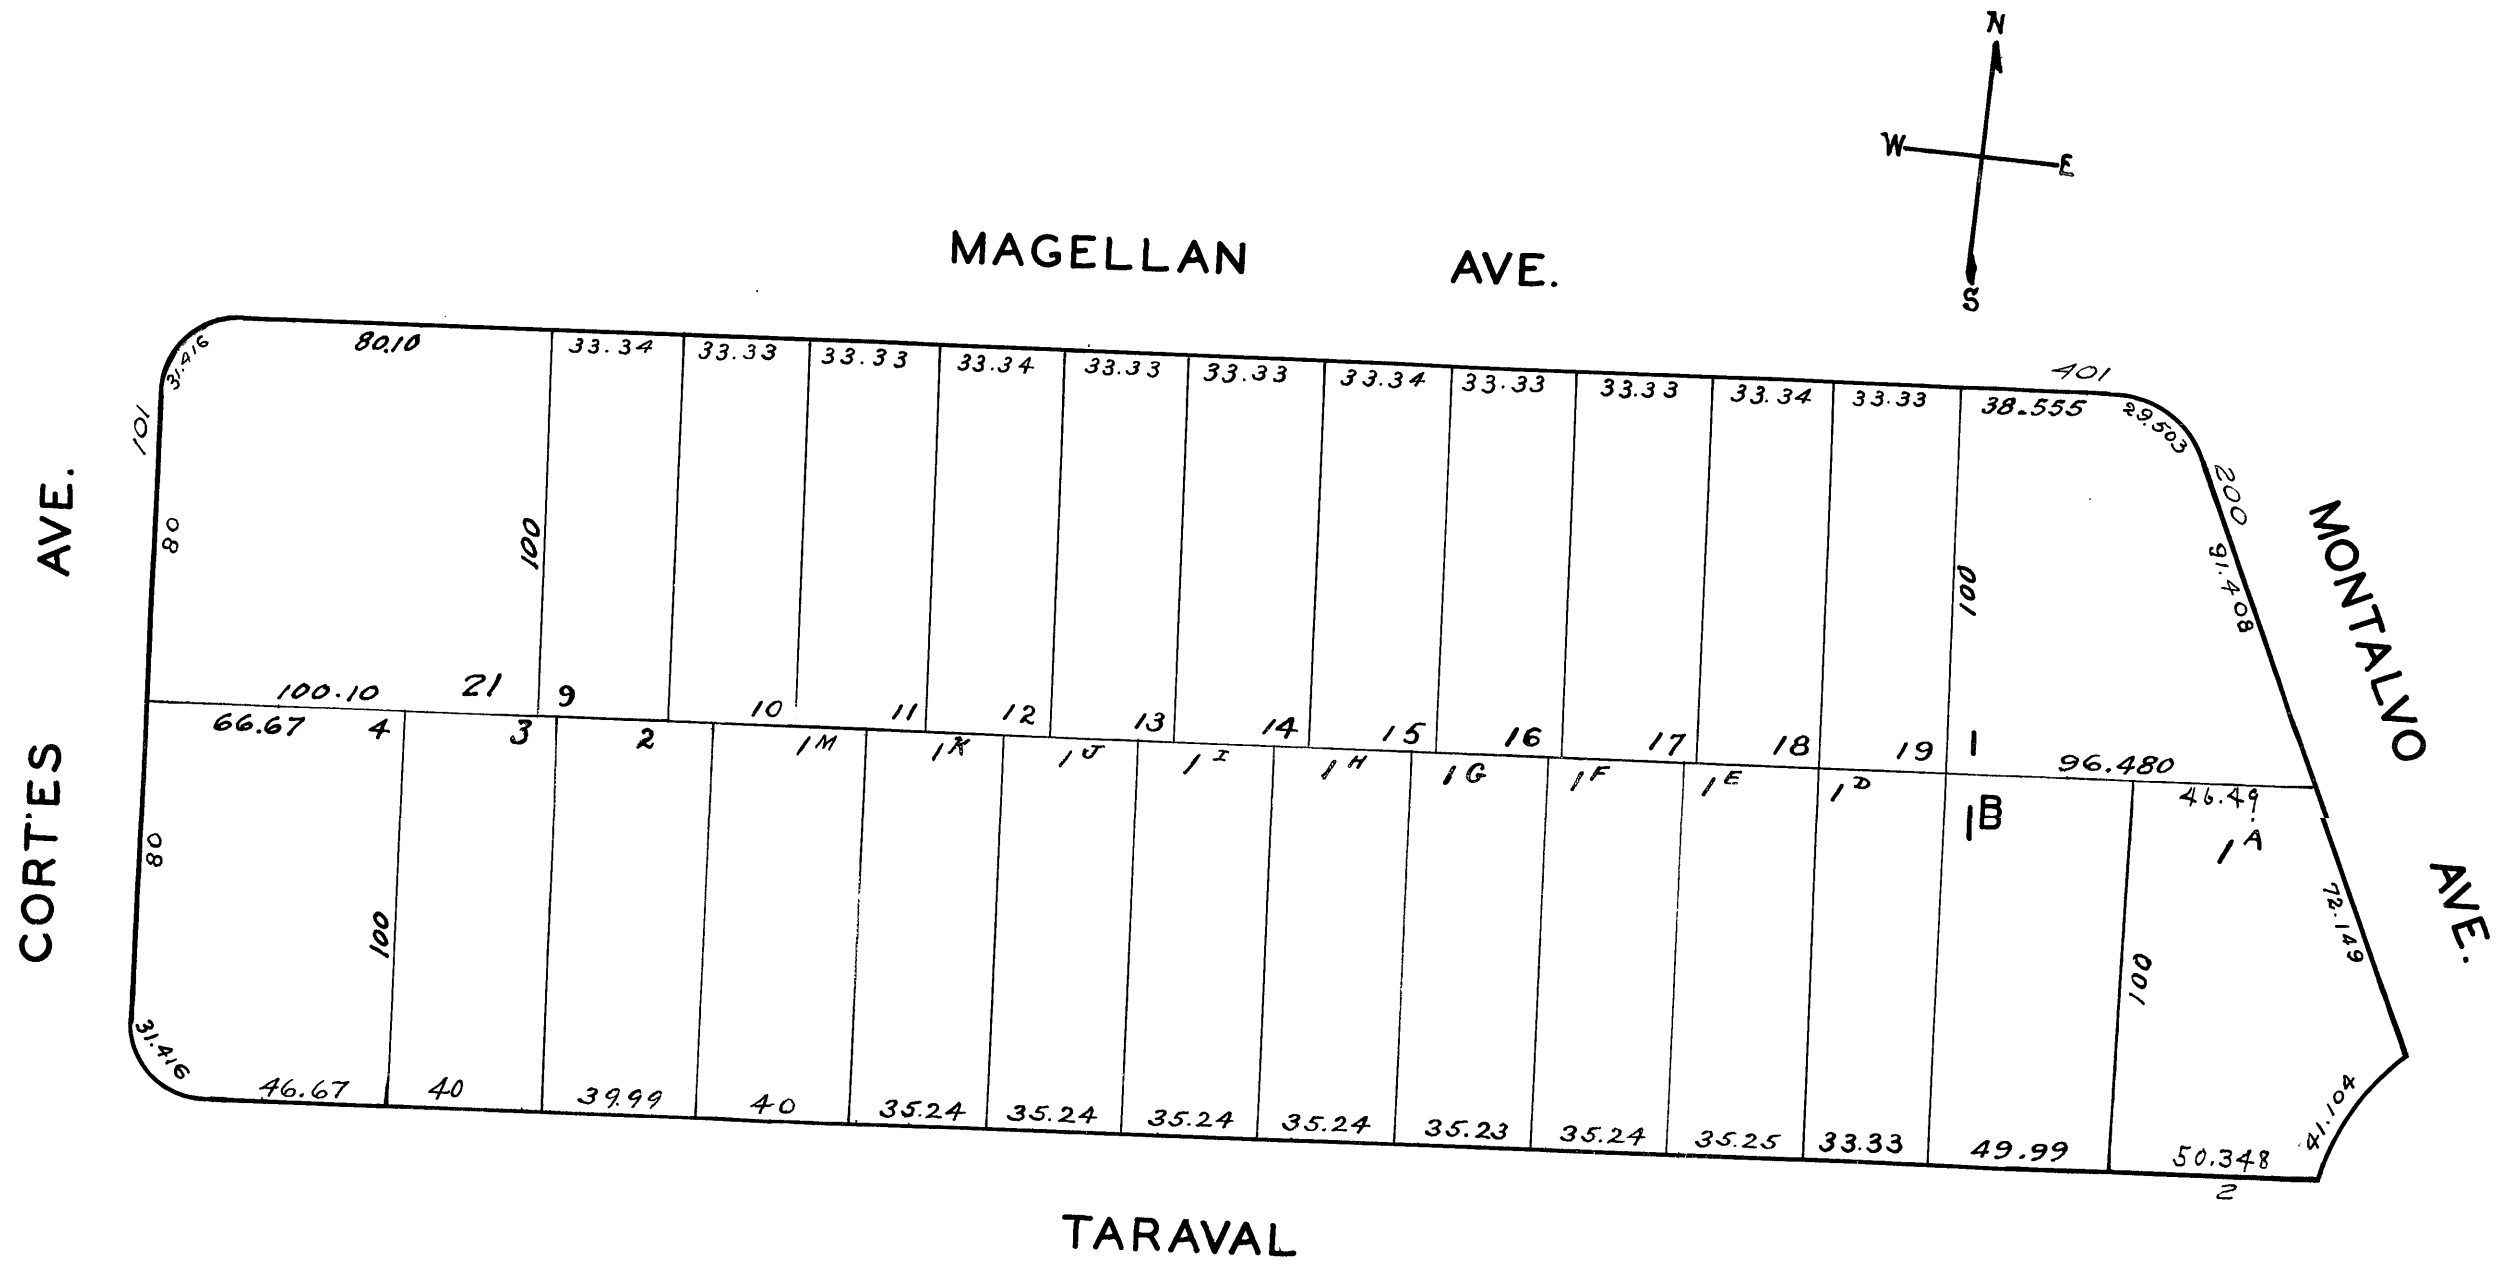 N
W E
S
MAGELLAN AVE.
31.416 80.10 33.34 33.33 33.33 33.34 33.33 33.33 33.34 33.33 33.33 33.34 33.33 38.555 29.503
401
101
200
80
100
100
91.408
MONTALVO AVE.
CORTES AVE.
100.10 21 9 10 11 12 13 14 15 16 17 18 19 1 96.480
66.67 4 3 2 1M 1K 1J 1I 1H 1G 1F 1E 1D 1B 46.49 1A
80
100
100
72.149
31.416 46.67 40 39.99 40 35.24 35.24 35.24 35.24 35.23 35.24 35.25 33.33 49.99 50.348 41.104
2
TARAVAL